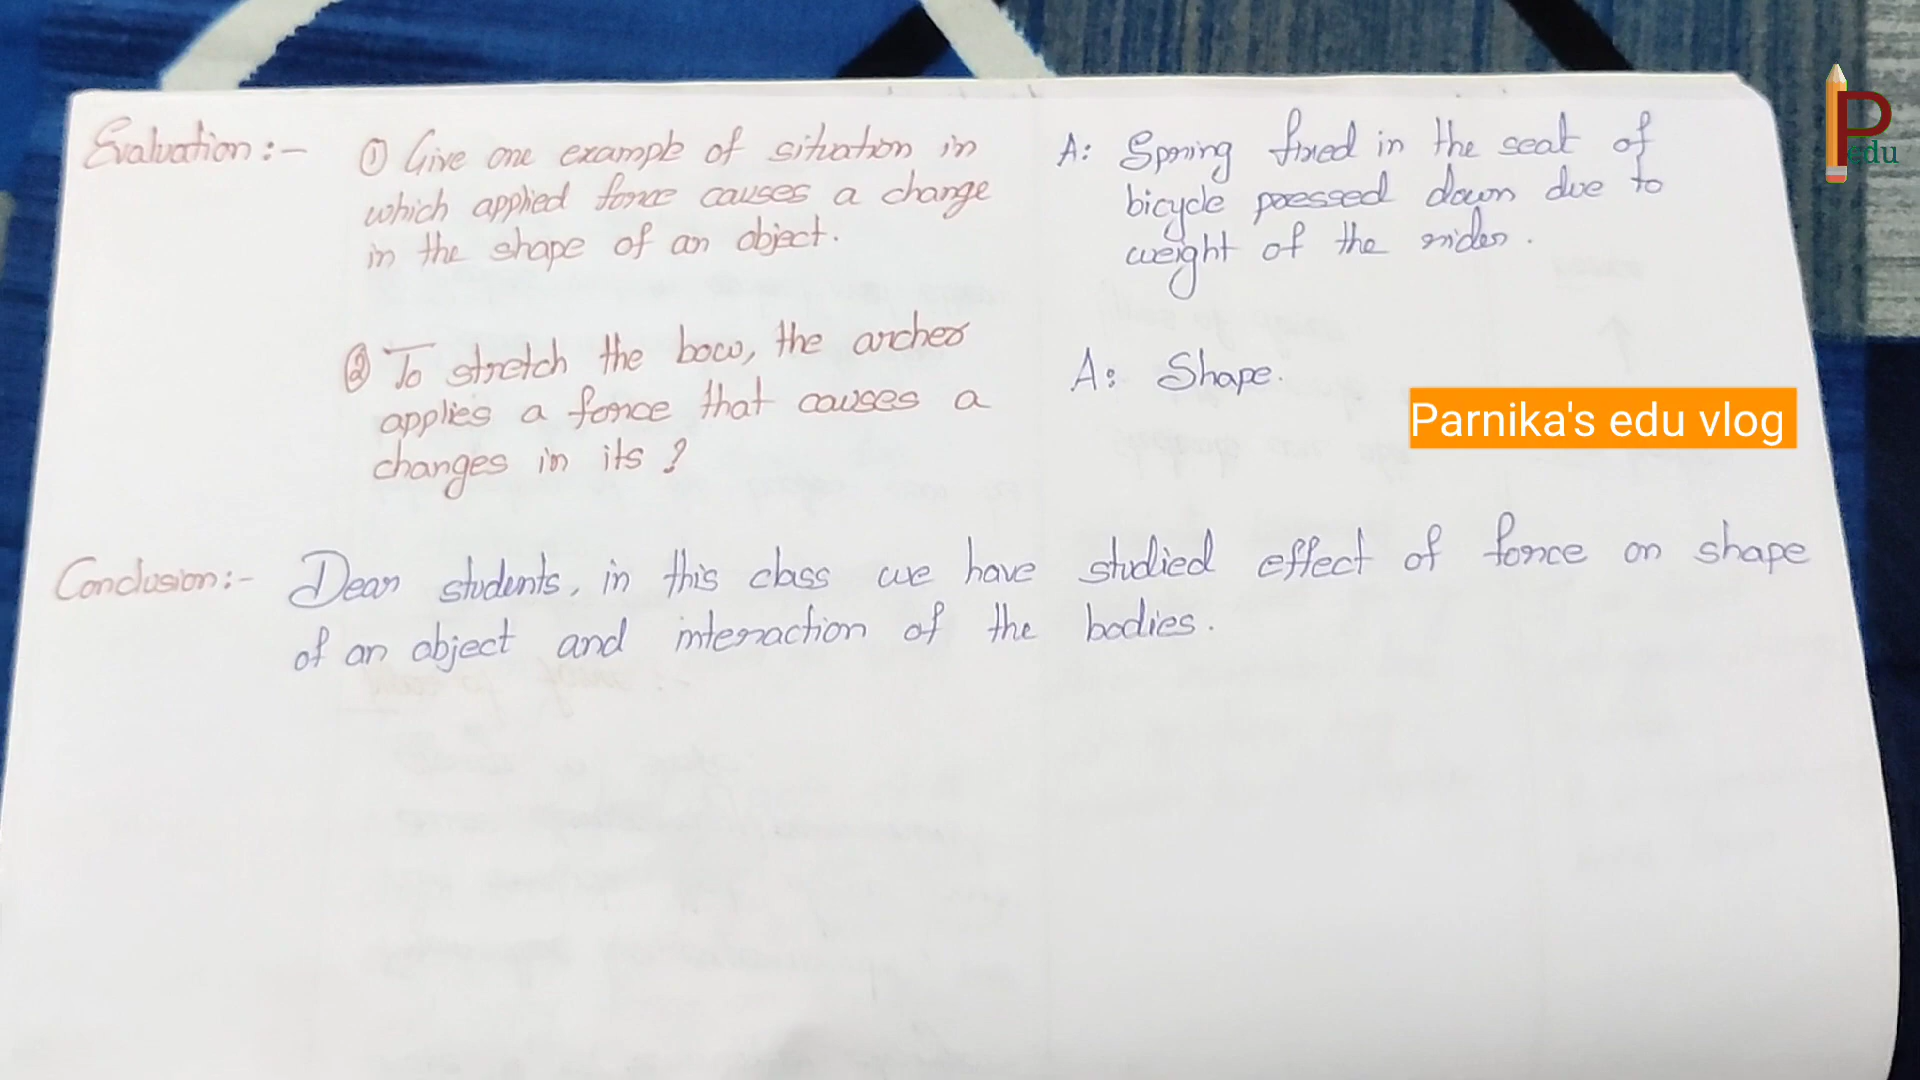 Evaluation :-
① Give one example of situation in
which applied force causes a change
in the shape of an object.
A: Spring fixed in the seat of
bicycle pressed down due to
weight of the rider.
② To stretch the bow, the archer
applies a force that causes a
changes in its ?
A: Shape.
Conclusion :- Dear students, in this class we have studied effect of force on shape
of an object and interaction of the bodies.
Parnika's edu vlog
P
edu